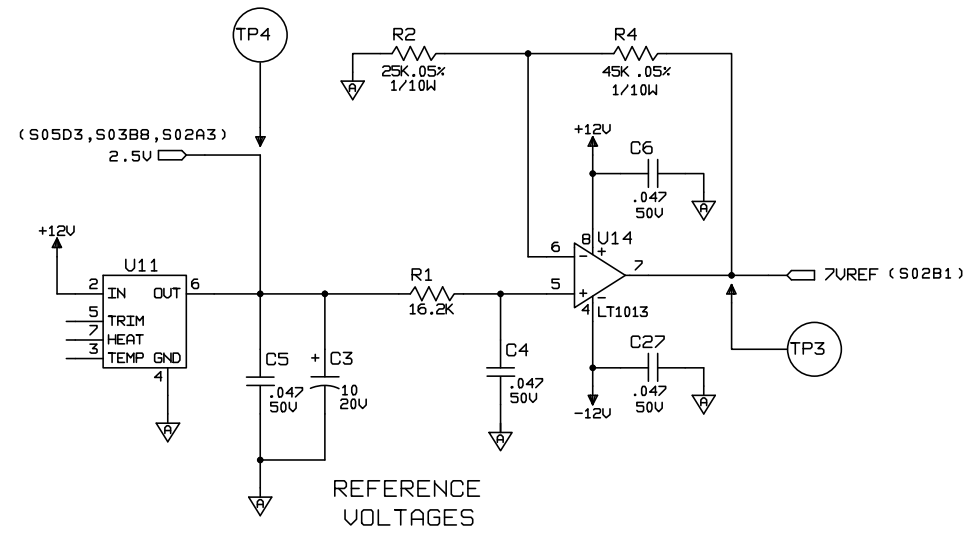 TP4
R2
25K.05%
1/10W
R4
45K .05%
1/10W
A
(S05D3,S03B8,S02A3)
2.5V
+12V
C6
.047
50V
A
+12V
U11
2 IN OUT 6
5 TRIM
7 HEAT
3 TEMP GND
4
A
R1
16.2K
6
5
8
U14
-
+
+
-
4
7
LT1013
7VREF (S02B1)
TP3
C5
.047
50V
+ C3
10
20V
C4
.047
50V
A
C27
.047
50V
A
-12V
A
REFERENCE
VOLTAGES